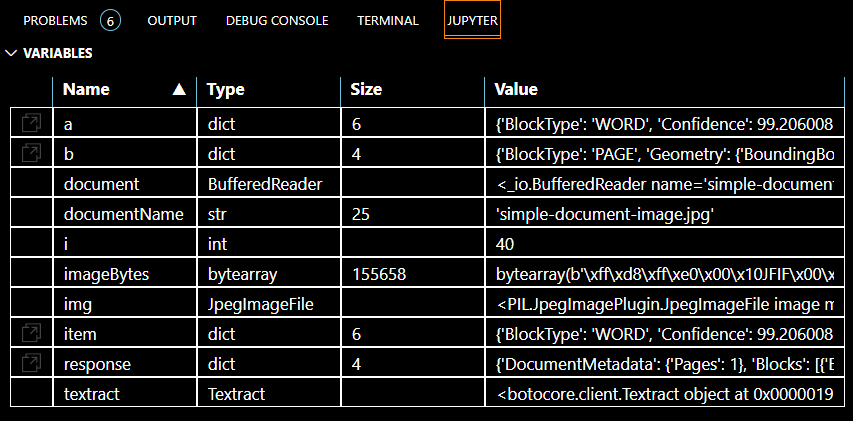 PROBLEMS 6 OUTPUT DEBUG CONSOLE TERMINAL JUPYTER
VARIABLES
Name Type Size Value
a dict 6 {'BlockType': 'WORD', 'Confidence': 99.206008
b dict 4 {'BlockType': 'PAGE', 'Geometry': {'BoundingBo
document BufferedReader <_io.BufferedReader name='simple-document
documentName str 25 'simple-document-image.jpg'
i int 40
imageBytes bytearray 155658 bytearray(b'\xff\xd8\xff\xe0\x00\x10JFIF\x00\x
img JpegImageFile <PIL.JpegImagePlugin.JpegImageFile image m
item dict 6 {'BlockType': 'WORD', 'Confidence': 99.206008
response dict 4 {'DocumentMetadata': {'Pages': 1}, 'Blocks': [{'B
textract Textract <botocore.client.Textract object at 0x0000019